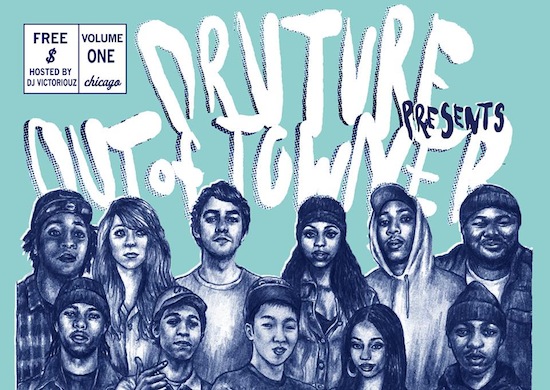 FREE
$
HOSTED BY
DJ VICTORIOUZ
VOLUME
ONE
chicago
DRUTURE
PRESENTS
OUT of TOWNER